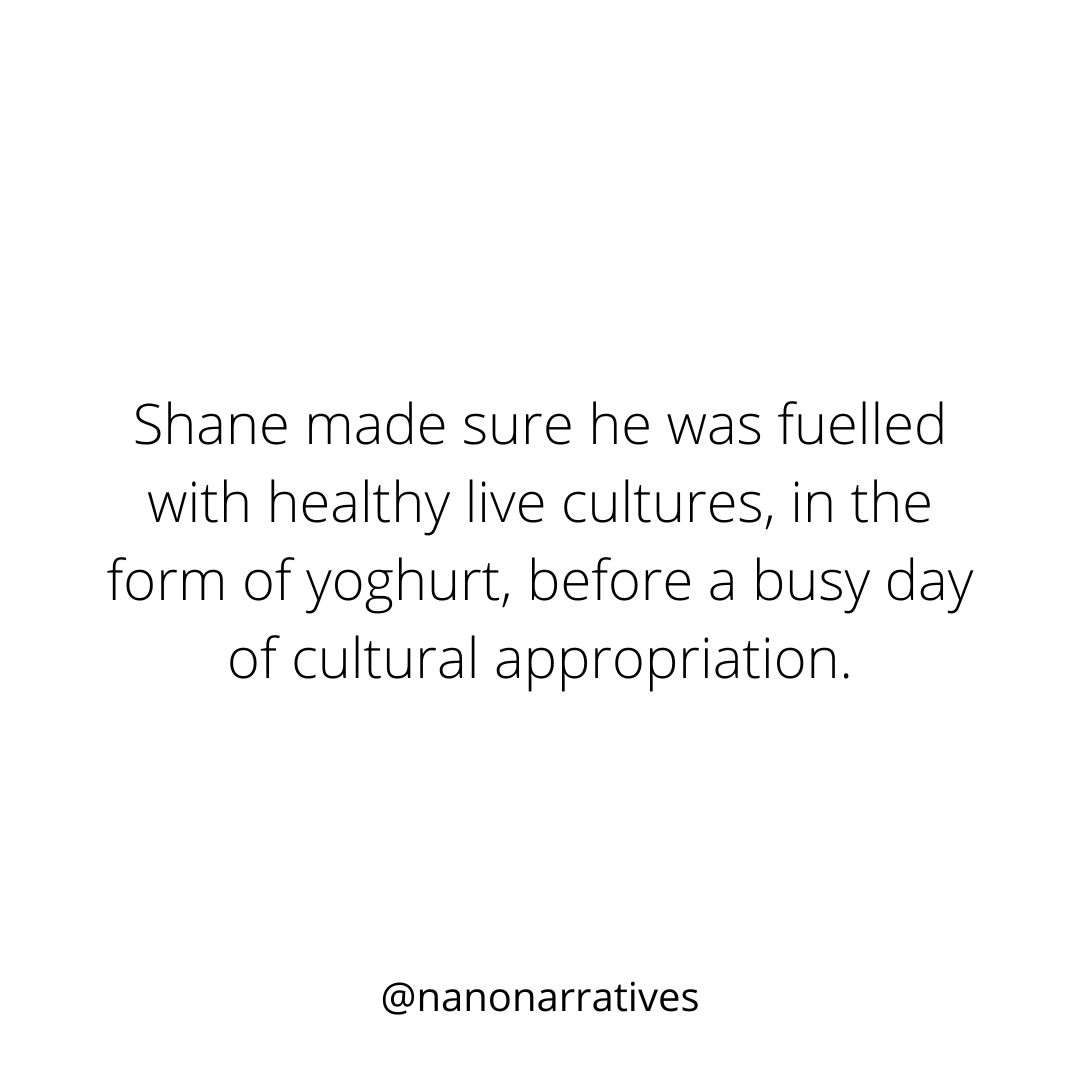 Shane made sure he was fuelled
with healthy live cultures, in the
form of yoghurt, before a busy day
of cultural appropriation.
@nanonarratives